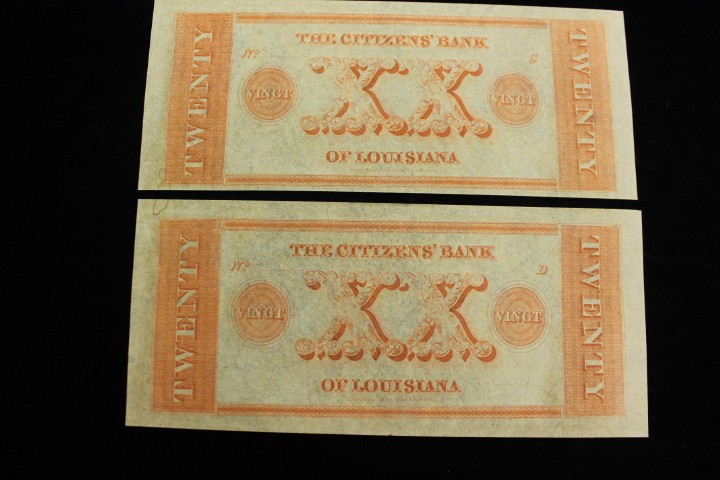 TWENTY
THE CITIZENS' BANK
No C
VINGT XX VINGT
OF LOUISIANA
TWENTY
TWENTY
THE CITIZENS' BANK
No D
VINGT XX VINGT
OF LOUISIANA
TWENTY